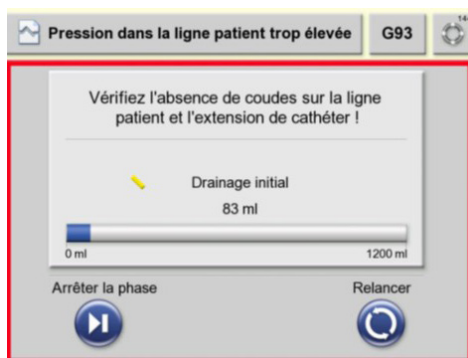 Pression dans la ligne patient trop élevée
G93
14
Vérifiez l'absence de coudes sur la ligne
patient et l'extension de cathéter !
Drainage initial
83 ml
0 ml
1200 ml
Arrêter la phase
Relancer